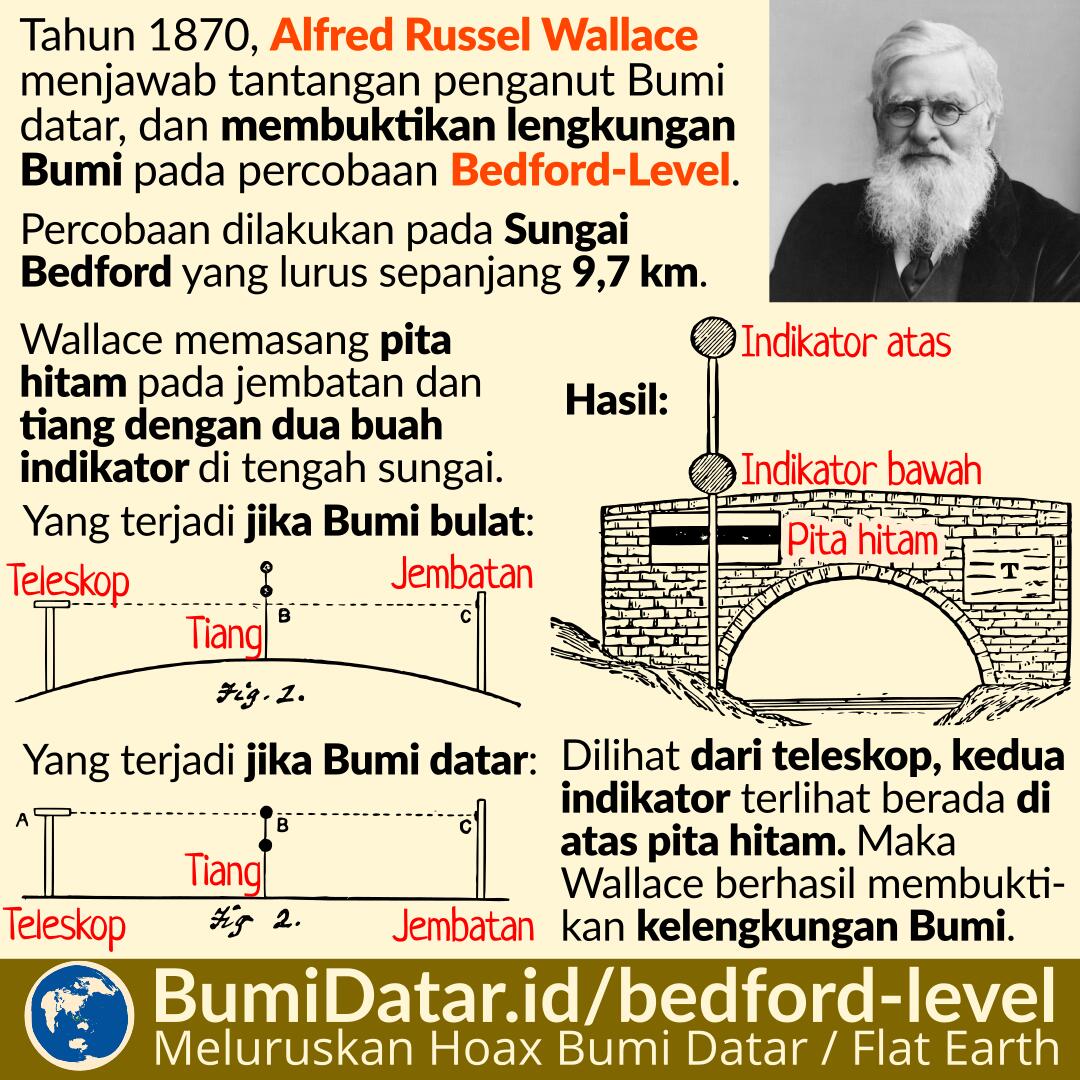 Tahun 1870, Alfred Russel Wallace
menjawab tantangan penganut Bumi
datar, dan membuktikan lengkungan
Bumi pada percobaan Bedford-Level.
Percobaan dilakukan pada Sungai
Bedford yang lurus sepanjang 9,7 km.
Wallace memasang pita
hitam pada jembatan dan
tiang dengan dua buah
indikator di tengah sungai.
Yang terjadi jika Bumi bulat:
Teleskop
Jembatan
B
C
Tiang
Fig. 1.
Yang terjadi jika Bumi datar:
A
B
C
Tiang
Teleskop
Fig 2.
Jembatan
Hasil:
Indikator atas
Indikator bawah
Pita hitam
T
Dilihat dari teleskop, kedua
indikator terlihat berada di
atas pita hitam. Maka
Wallace berhasil membukti-
kan kelengkungan Bumi.
BumiDatar.id/bedford-level
Meluruskan Hoax Bumi Datar / Flat Earth